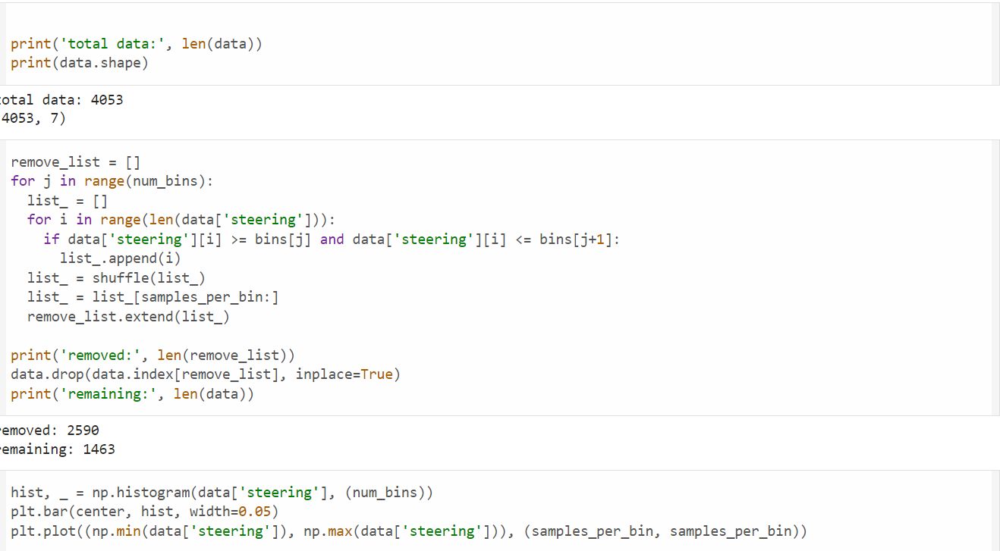 print('total data:', len(data))
print(data.shape)
otal data: 4053
4053, 7)
remove_list = []
for j in range(num_bins):
  list_ = []
  for i in range(len(data['steering'])):
    if data['steering'][i] >= bins[j] and data['steering'][i] <= bins[j+1]:
      list_.append(i)
  list_ = shuffle(list_)
  list_ = list_[samples_per_bin:]
  remove_list.extend(list_)
print('removed:', len(remove_list))
data.drop(data.index[remove_list], inplace=True)
print('remaining:', len(data))
emoved: 2590
emaining: 1463
hist, _ = np.histogram(data['steering'], (num_bins))
plt.bar(center, hist, width=0.05)
plt.plot((np.min(data['steering']), np.max(data['steering'])), (samples_per_bin, samples_per_bin))